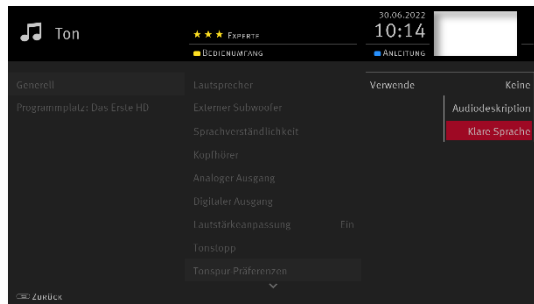 Ton
★★★ Experte
Bedienumfang
30.06.2022
10:14
Anleitung
Generell
Programmplatz: Das Erste HD
Lautsprecher
Externer Subwoofer
Sprachverständlichkeit
Kopfhörer
Analoger Ausgang
Digitaler Ausgang
Lautstärkeanpassung Ein
Tonstopp
Tonspur Präferenzen
Verwende Keine
Audiodeskription
Klare Sprache
Zurück